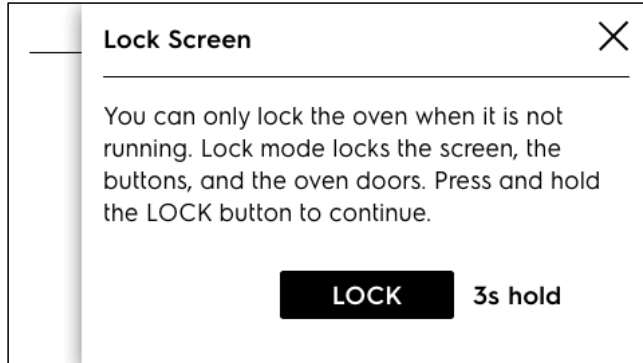 Lock Screen
You can only lock the oven when it is not
running. Lock mode locks the screen, the
buttons, and the oven doors. Press and hold
the LOCK button to continue.
LOCK 3s hold